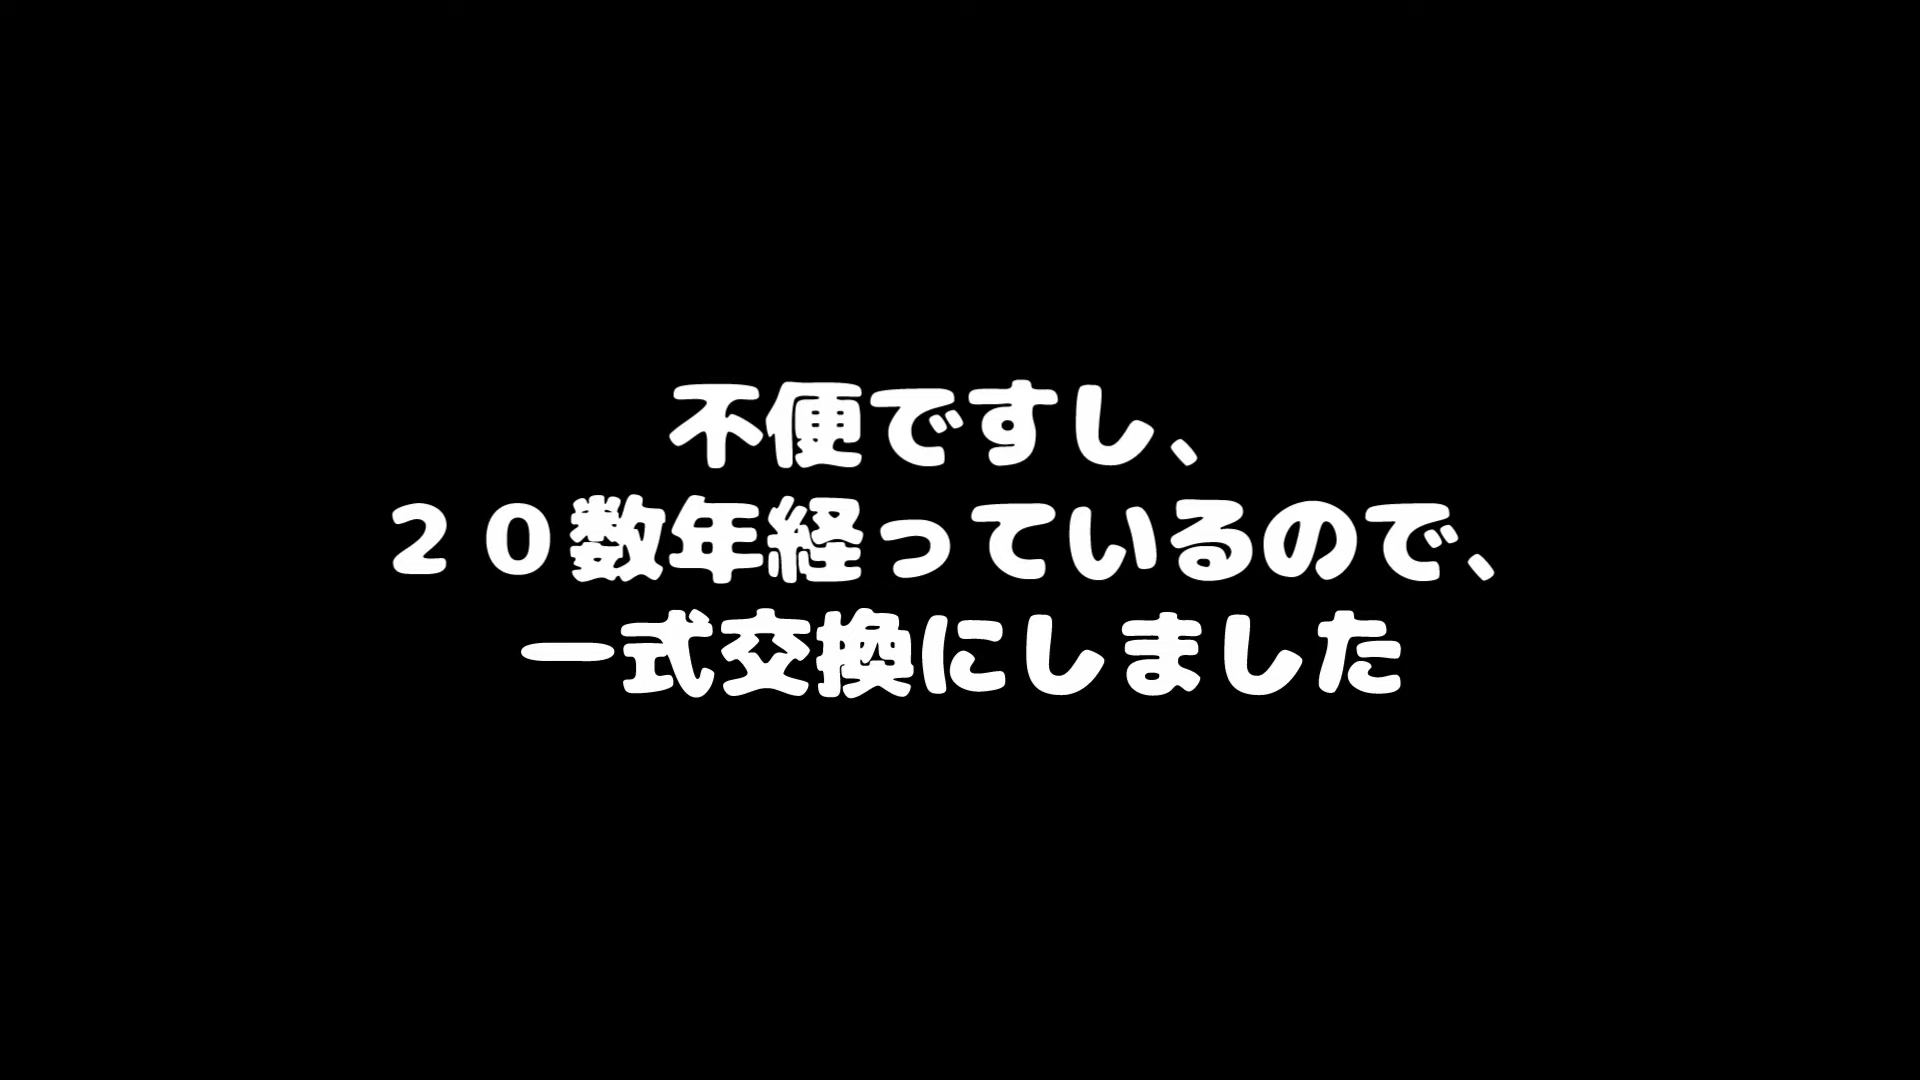 不便ですし、
２０数年経っているので、
一式交換にしました